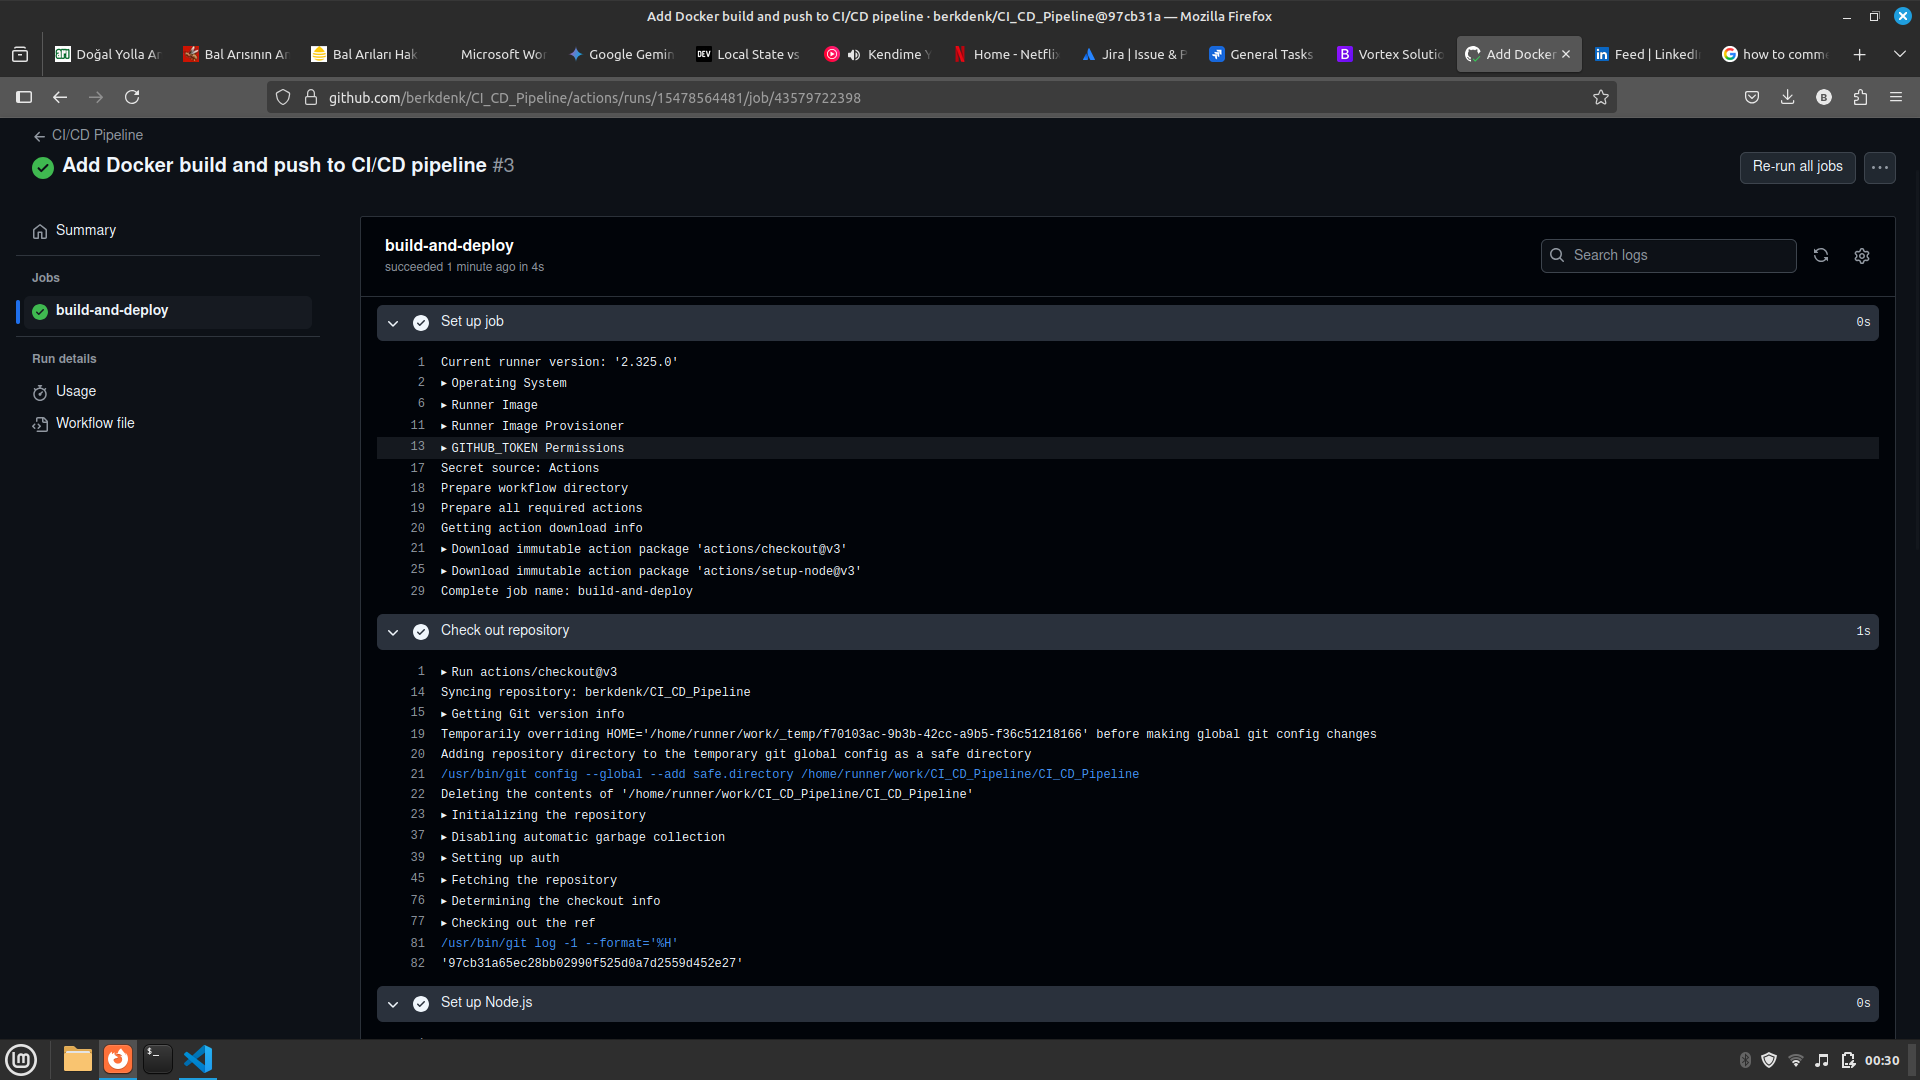 Add Docker build and push to CI/CD pipeline · berkdenk/CI_CD_Pipeline@97cb31a — Mozilla Firefox
Doğal Yolla Ar
Bal Arısının Ar
Bal Arıları Hak
Microsoft Wor
Google Gemin
Local State vs
Kendime Y
Home - Netfli
Jira | Issue & P
General Tasks
Vortex Solutio
Add Docker
Feed | LinkedI
how to comme
github.com/berkdenk/CI_CD_Pipeline/actions/runs/15478564481/job/43579722398
CI/CD Pipeline
Add Docker build and push to CI/CD pipeline #3
Re-run all jobs
Summary
Jobs
build-and-deploy
Run details
Usage
Workflow file
build-and-deploy
succeeded 1 minute ago in 4s
Search logs
Set up job 0s
1 Current runner version: '2.325.0'
2 Operating System
6 Runner Image
11 Runner Image Provisioner
13 GITHUB_TOKEN Permissions
17 Secret source: Actions
18 Prepare workflow directory
19 Prepare all required actions
20 Getting action download info
21 Download immutable action package 'actions/checkout@v3'
25 Download immutable action package 'actions/setup-node@v3'
29 Complete job name: build-and-deploy
Check out repository 1s
1 Run actions/checkout@v3
14 Syncing repository: berkdenk/CI_CD_Pipeline
15 Getting Git version info
19 Temporarily overriding HOME='/home/runner/work/_temp/f70103ac-9b3b-42cc-a9b5-f36c51218166' before making global git config changes
20 Adding repository directory to the temporary git global config as a safe directory
21 /usr/bin/git config --global --add safe.directory /home/runner/work/CI_CD_Pipeline/CI_CD_Pipeline
22 Deleting the contents of '/home/runner/work/CI_CD_Pipeline/CI_CD_Pipeline'
23 Initializing the repository
37 Disabling automatic garbage collection
39 Setting up auth
45 Fetching the repository
76 Determining the checkout info
77 Checking out the ref
81 /usr/bin/git log -1 --format='%H'
82 '97cb31a65ec28bb02990f525d0a7d2559d452e27'
Set up Node.js 0s
00:30